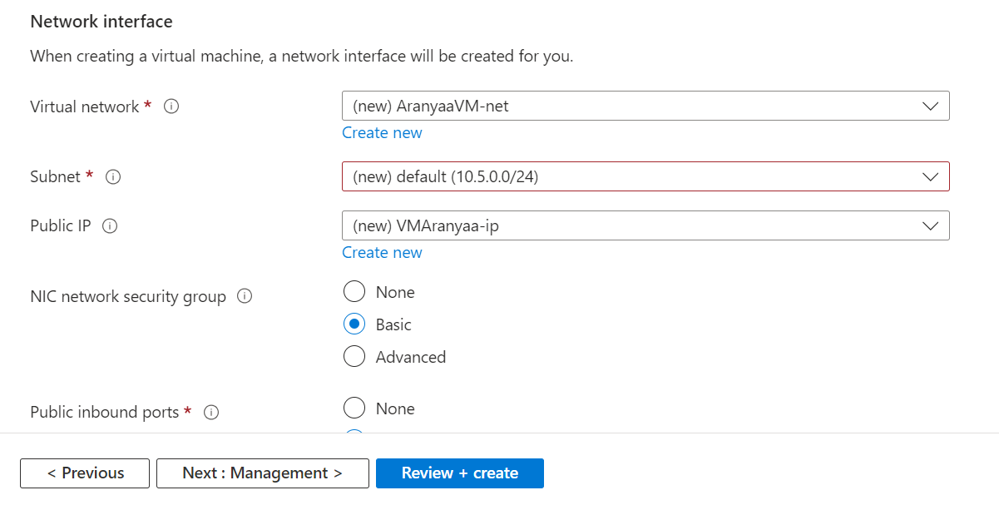 Network interface
When creating a virtual machine, a network interface will be created for you.
Virtual network *
(new) AranyaaVM-net
Create new
Subnet *
(new) default (10.5.0.0/24)
Public IP
(new) VMAranyaa-ip
Create new
NIC network security group
None
Basic
Advanced
Public inbound ports *
None
< Previous
Next : Management >
Review + create